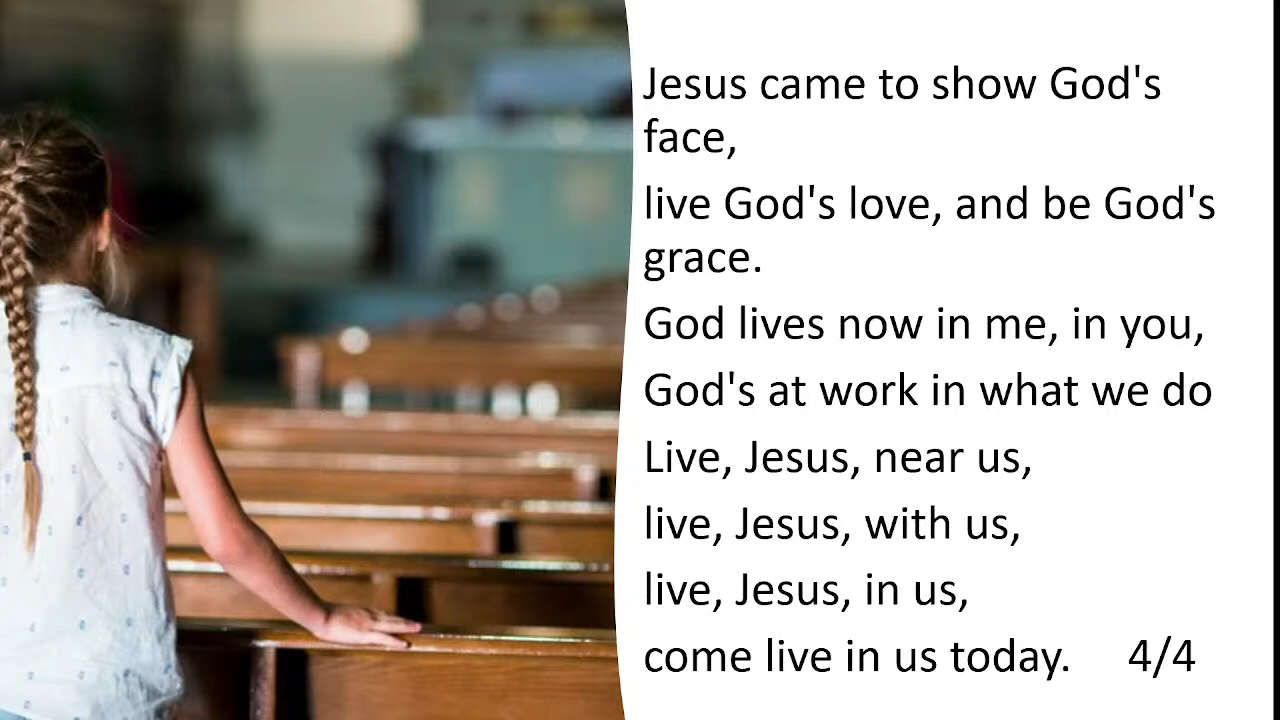 Jesus came to show God's
face,
live God's love, and be God's
grace.
God lives now in me, in you,
God's at work in what we do
Live, Jesus, near us,
live, Jesus, with us,
live, Jesus, in us,
come live in us today. 4/4